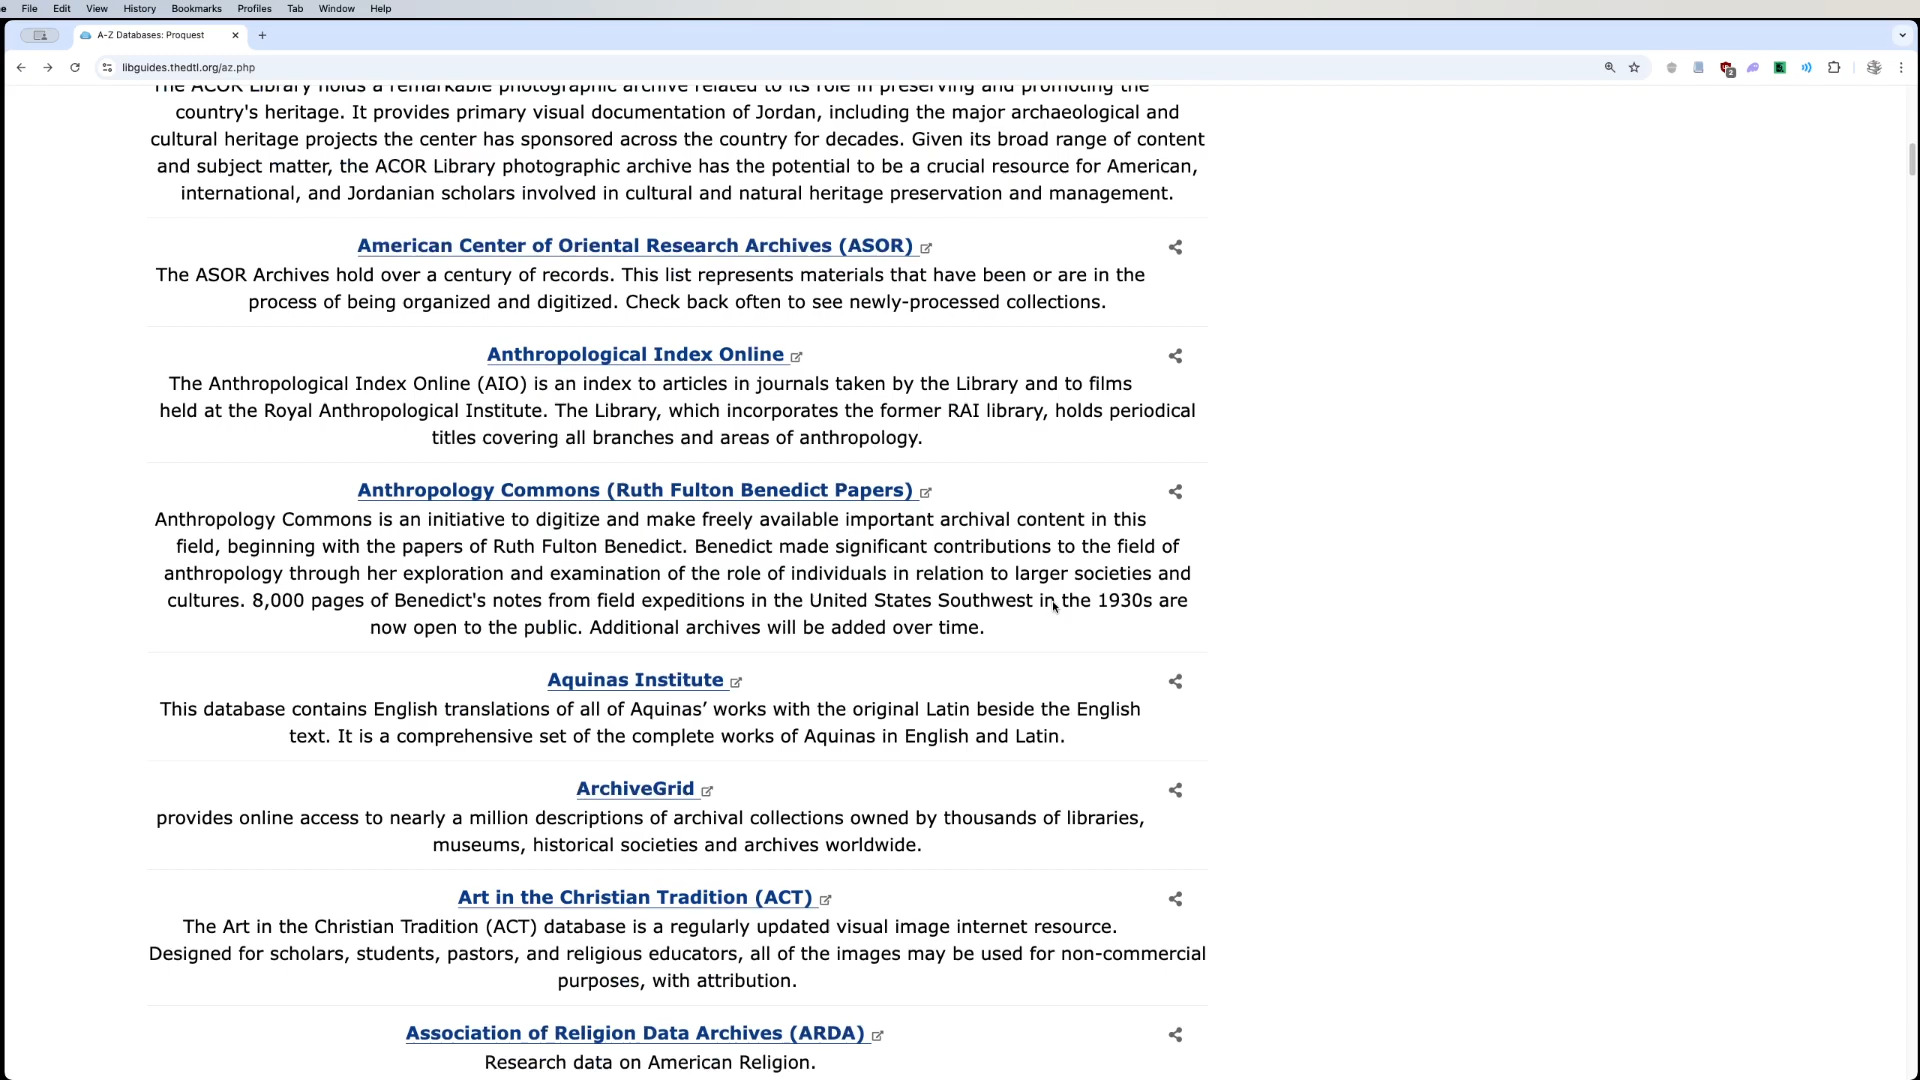 File Edit View History Bookmarks Profiles Tab Window Help
A-Z Databases: Proquest
libguides.thedtl.org/az.php
2
The ACOR Library holds a remarkable photographic archive related to its role in preserving and promoting the
country's heritage. It provides primary visual documentation of Jordan, including the major archaeological and
cultural heritage projects the center has sponsored across the country for decades. Given its broad range of content
and subject matter, the ACOR Library photographic archive has the potential to be a crucial resource for American,
international, and Jordanian scholars involved in cultural and natural heritage preservation and management.
American Center of Oriental Research Archives (ASOR)
The ASOR Archives hold over a century of records. This list represents materials that have been or are in the
process of being organized and digitized. Check back often to see newly-processed collections.
Anthropological Index Online
The Anthropological Index Online (AIO) is an index to articles in journals taken by the Library and to films
held at the Royal Anthropological Institute. The Library, which incorporates the former RAI library, holds periodical
titles covering all branches and areas of anthropology.
Anthropology Commons (Ruth Fulton Benedict Papers)
Anthropology Commons is an initiative to digitize and make freely available important archival content in this
field, beginning with the papers of Ruth Fulton Benedict. Benedict made significant contributions to the field of
anthropology through her exploration and examination of the role of individuals in relation to larger societies and
cultures. 8,000 pages of Benedict's notes from field expeditions in the United States Southwest in the 1930s are
now open to the public. Additional archives will be added over time.
Aquinas Institute
This database contains English translations of all of Aquinas’ works with the original Latin beside the English
text. It is a comprehensive set of the complete works of Aquinas in English and Latin.
ArchiveGrid
provides online access to nearly a million descriptions of archival collections owned by thousands of libraries,
museums, historical societies and archives worldwide.
Art in the Christian Tradition (ACT)
The Art in the Christian Tradition (ACT) database is a regularly updated visual image internet resource.
Designed for scholars, students, pastors, and religious educators, all of the images may be used for non-commercial
purposes, with attribution.
Association of Religion Data Archives (ARDA)
Research data on American Religion.